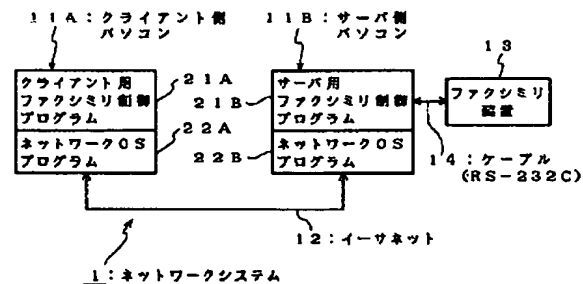 11A：クライアント側
パソコン
11B：サーバ側
パソコン
13
クライアント用
ファクシミリ制御
プログラム
21A
ネットワークOS
プログラム
22A
サーバ用
ファクシミリ制御
プログラム
21B
ネットワークOS
プログラム
22B
ファクシミリ
装置
14：ケーブル
(RS-232C)
12：イーサネット
1：ネットワークシステム